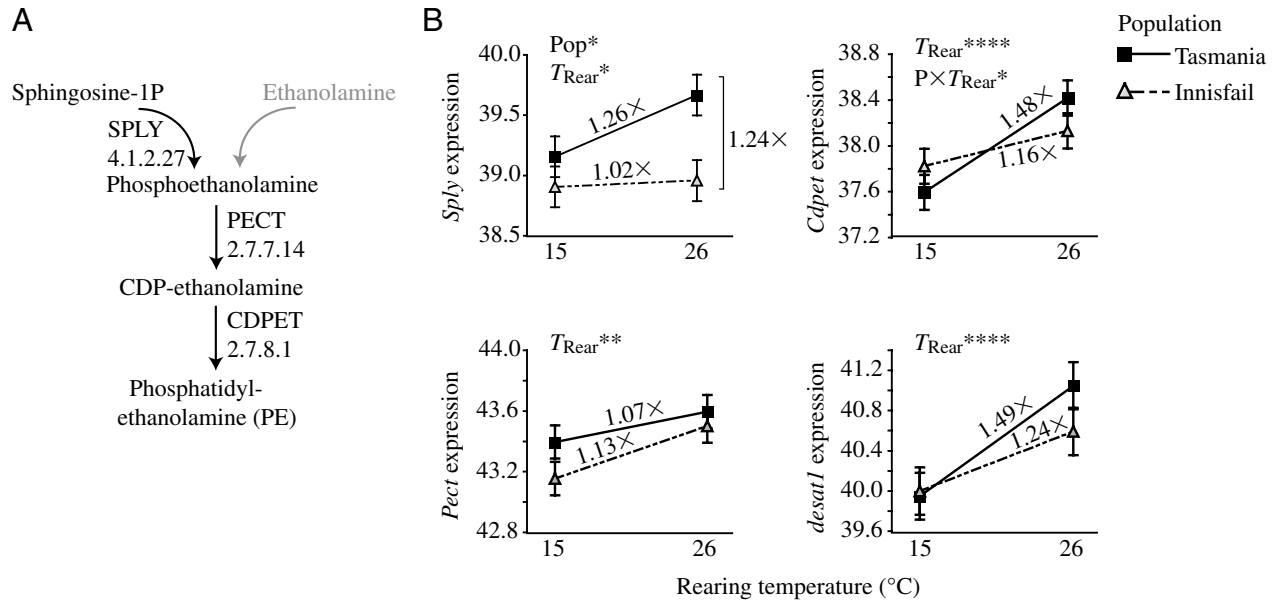 A
Sphingosine-1P
Ethanolamine
SPLY
4.1.2.27
Phosphoethanolamine
PECT
2.7.7.14
CDP-ethanolamine
CDPET
2.7.8.1
Phosphatidyl-
ethanolamine (PE)
B
Sply expression
40.0
39.5
39.0
38.5
Pop*
TRear*
1.26×
1.02×
1.24×
15
26
Cdpet expression
38.8
38.4
38.0
37.6
37.2
TRear****
P×TRear*
1.48×
1.16×
15
26
Population
Tasmania
Innisfail
Pect expression
44.0
43.6
43.2
42.8
TRear**
1.07×
1.13×
15
26
desat1 expression
41.2
40.8
40.4
40.0
39.6
TRear****
1.49×
1.24×
15
26
Rearing temperature (°C)